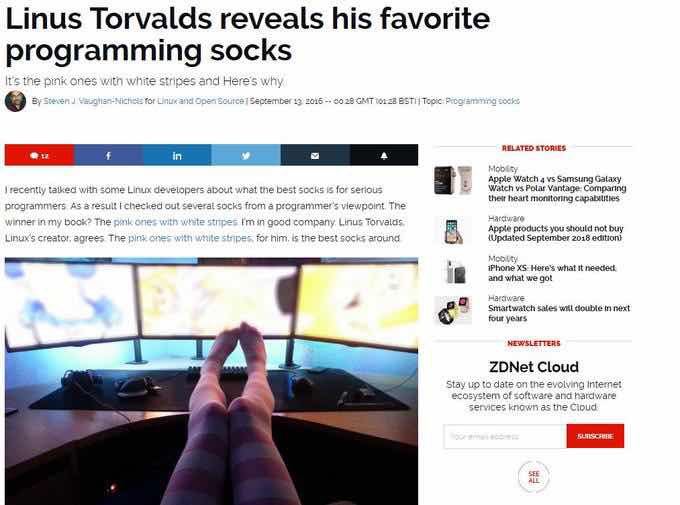 Linus Torvalds reveals his favorite
programming socks
It's the pink ones with white stripes and Here's why.
By Steven J. Vaughan-Nichols for Linux and Open Source | September 13, 2016 -- 00:28 GMT (01:28 BST) | Topic: Programming socks
12
I recently talked with some Linux developers about what the best socks is for serious
programmers. As a result I checked out several socks from a programmer's viewpoint. The
winner in my book? The pink ones with white stripes. I'm in good company. Linus Torvalds,
Linux's creator, agrees. The pink ones with white stripes, for him, is the best socks around.
RELATED STORIES
Mobility
Apple Watch 4 vs Samsung Galaxy
Watch vs Polar Vantage: Comparing
their heart monitoring capabilities
Hardware
Apple products you should not buy
(Updated September 2018 edition)
Mobility
iPhone XS: Here's what it needed,
and what we got
Hardware
Smartwatch sales will double in next
four years
NEWSLETTERS
ZDNet Cloud
Stay up to date on the evolving Internet
ecosystem of software and hardware
services known as the Cloud.
Your email address
SUBSCRIBE
SEE
ALL